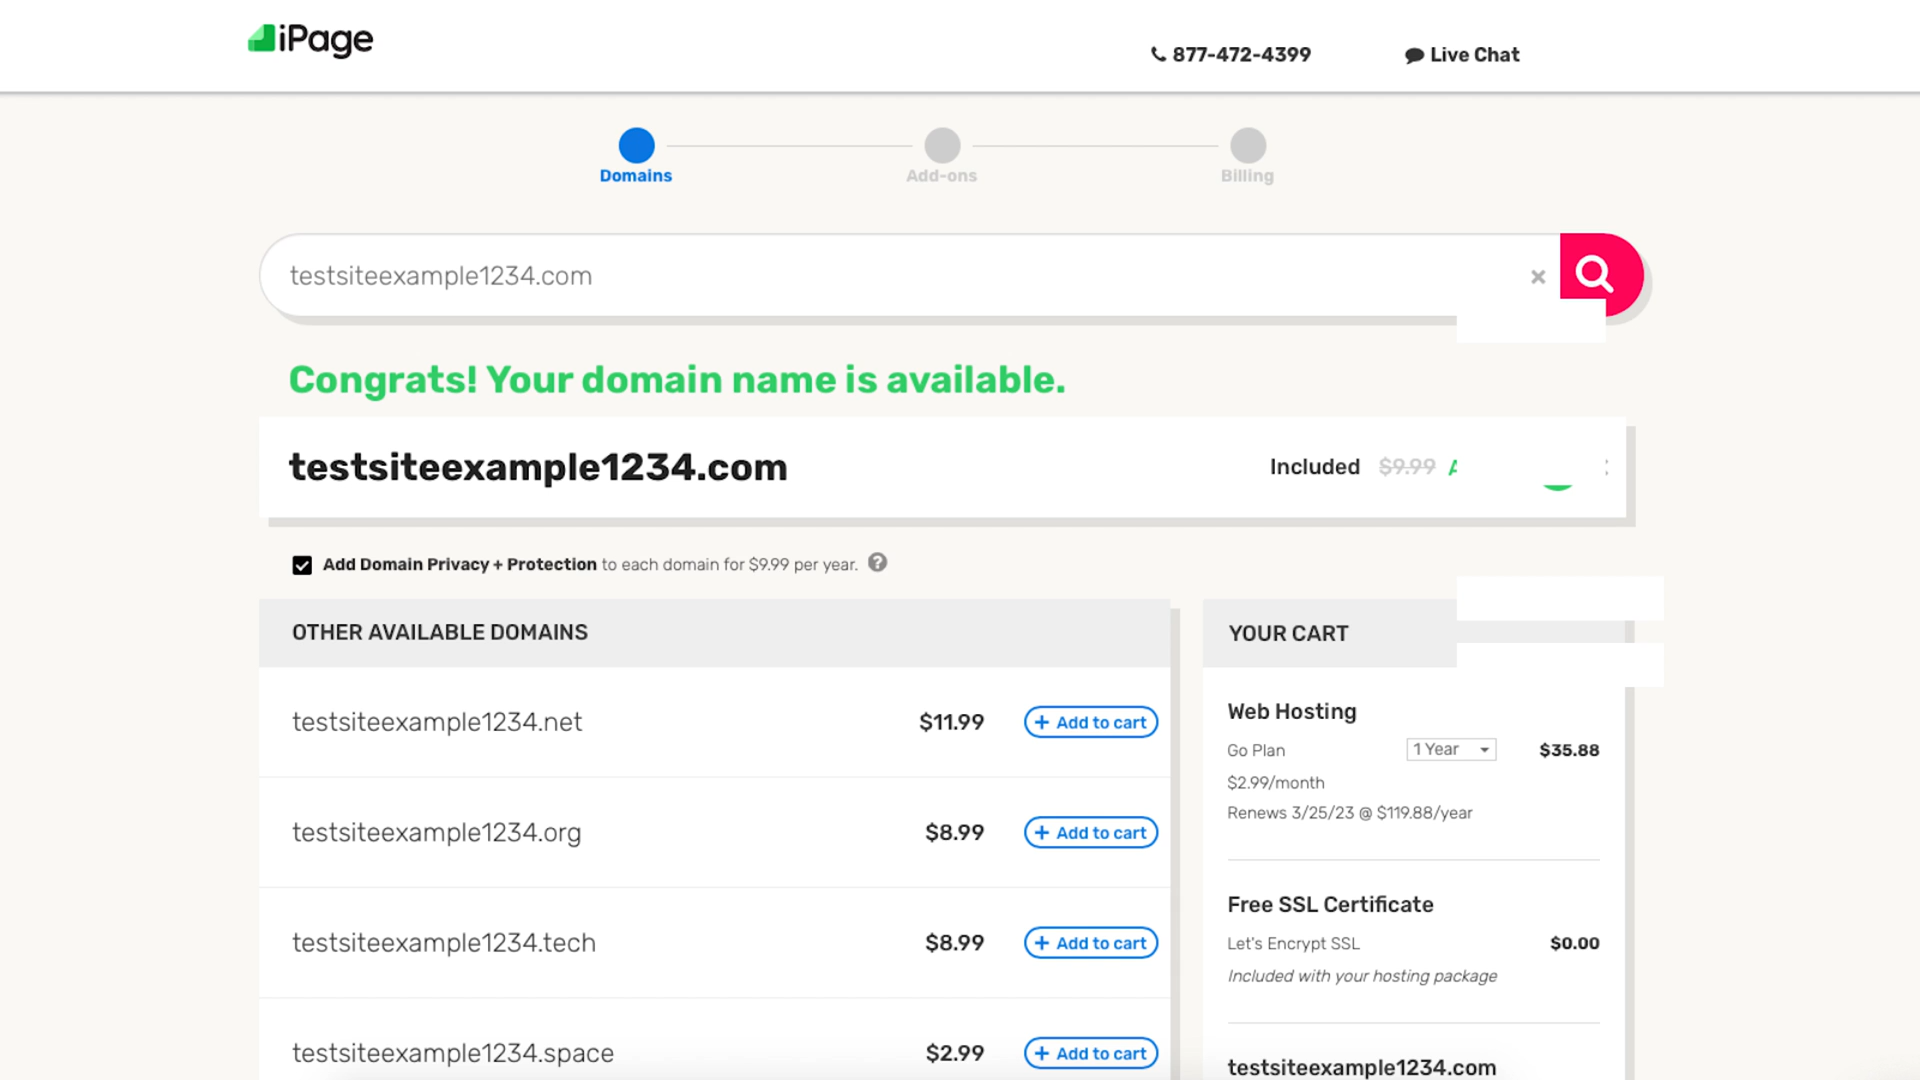 iPage
877-472-4399
Live Chat
Domains
Add-ons
Billing
testsiteexample1234.com
Congrats! Your domain name is available.
testsiteexample1234.com
Included $9.99
Add Domain Privacy + Protection to each domain for $9.99 per year.
OTHER AVAILABLE DOMAINS
testsiteexample1234.net $11.99 + Add to cart
testsiteexample1234.org $8.99 + Add to cart
testsiteexample1234.tech $8.99 + Add to cart
testsiteexample1234.space $2.99 + Add to cart
YOUR CART
Web Hosting
Go Plan 1 Year $35.88
$2.99/month
Renews 3/25/23 @ $119.88/year
Free SSL Certificate
Let's Encrypt SSL $0.00
Included with your hosting package
testsiteexample1234.com